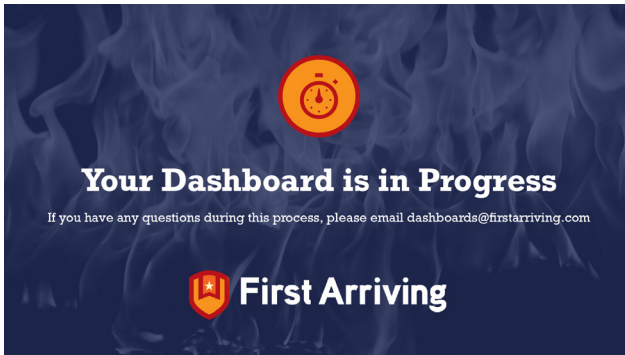 Your Dashboard is in Progress
If you have any questions during this process, please email dashboards@firstarriving.com
First Arriving